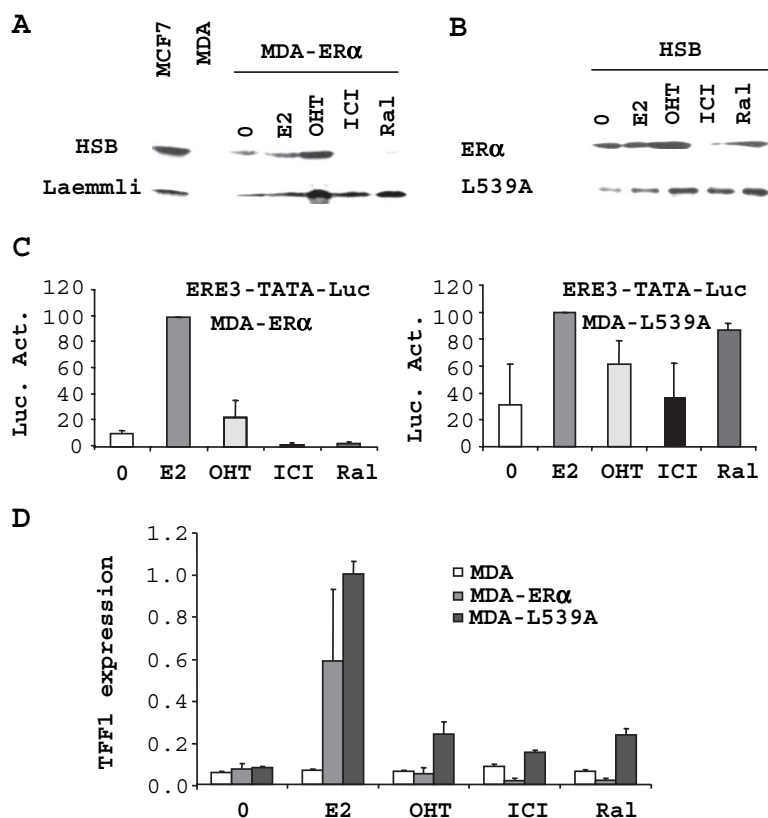 A
MCF7
MDA
MDA-ERα
0
E2
OHT
ICI
Ral
HSB
Laemmli
B
HSB
0
E2
OHT
ICI
Ral
ERα
L539A
C
Luc. Act.
120
100
80
60
40
20
0
ERE3-TATA-Luc
MDA-ERα
0 E2 OHT ICI Ral
Luc. Act.
120
100
80
60
40
20
0
ERE3-TATA-Luc
MDA-L539A
0 E2 OHT ICI Ral
D
TFF1 expression
1.2
1.0
0.8
0.6
0.4
0.2
0.0
MDA
MDA-ERα
MDA-L539A
0 E2 OHT ICI Ral